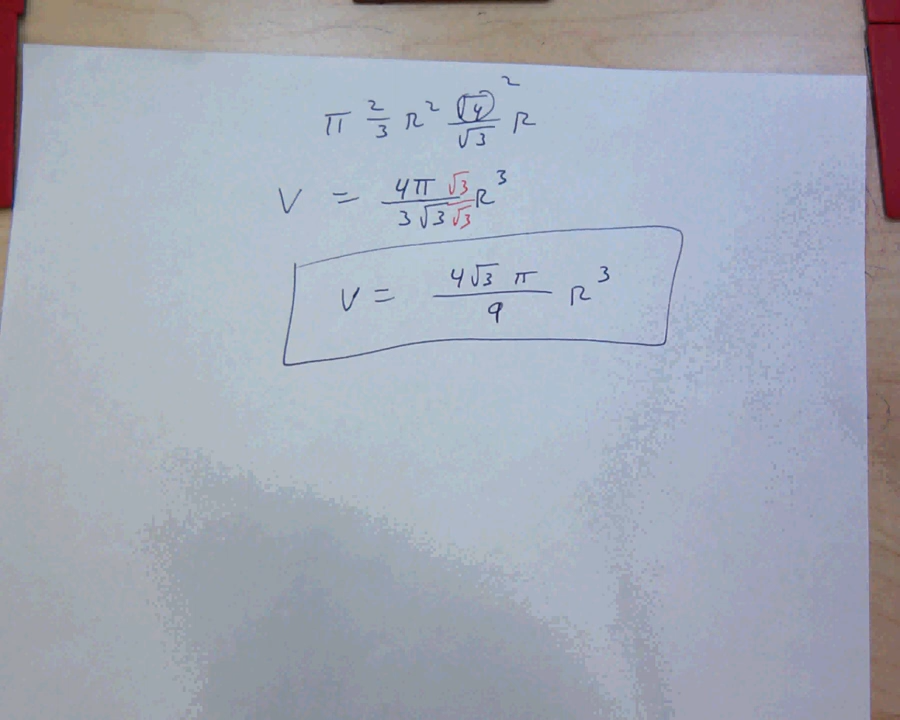 π 2/3 R² √4/√3 ² R
V = 4π √3/3√3 √3 R³
V = 4√3 π/9 R³